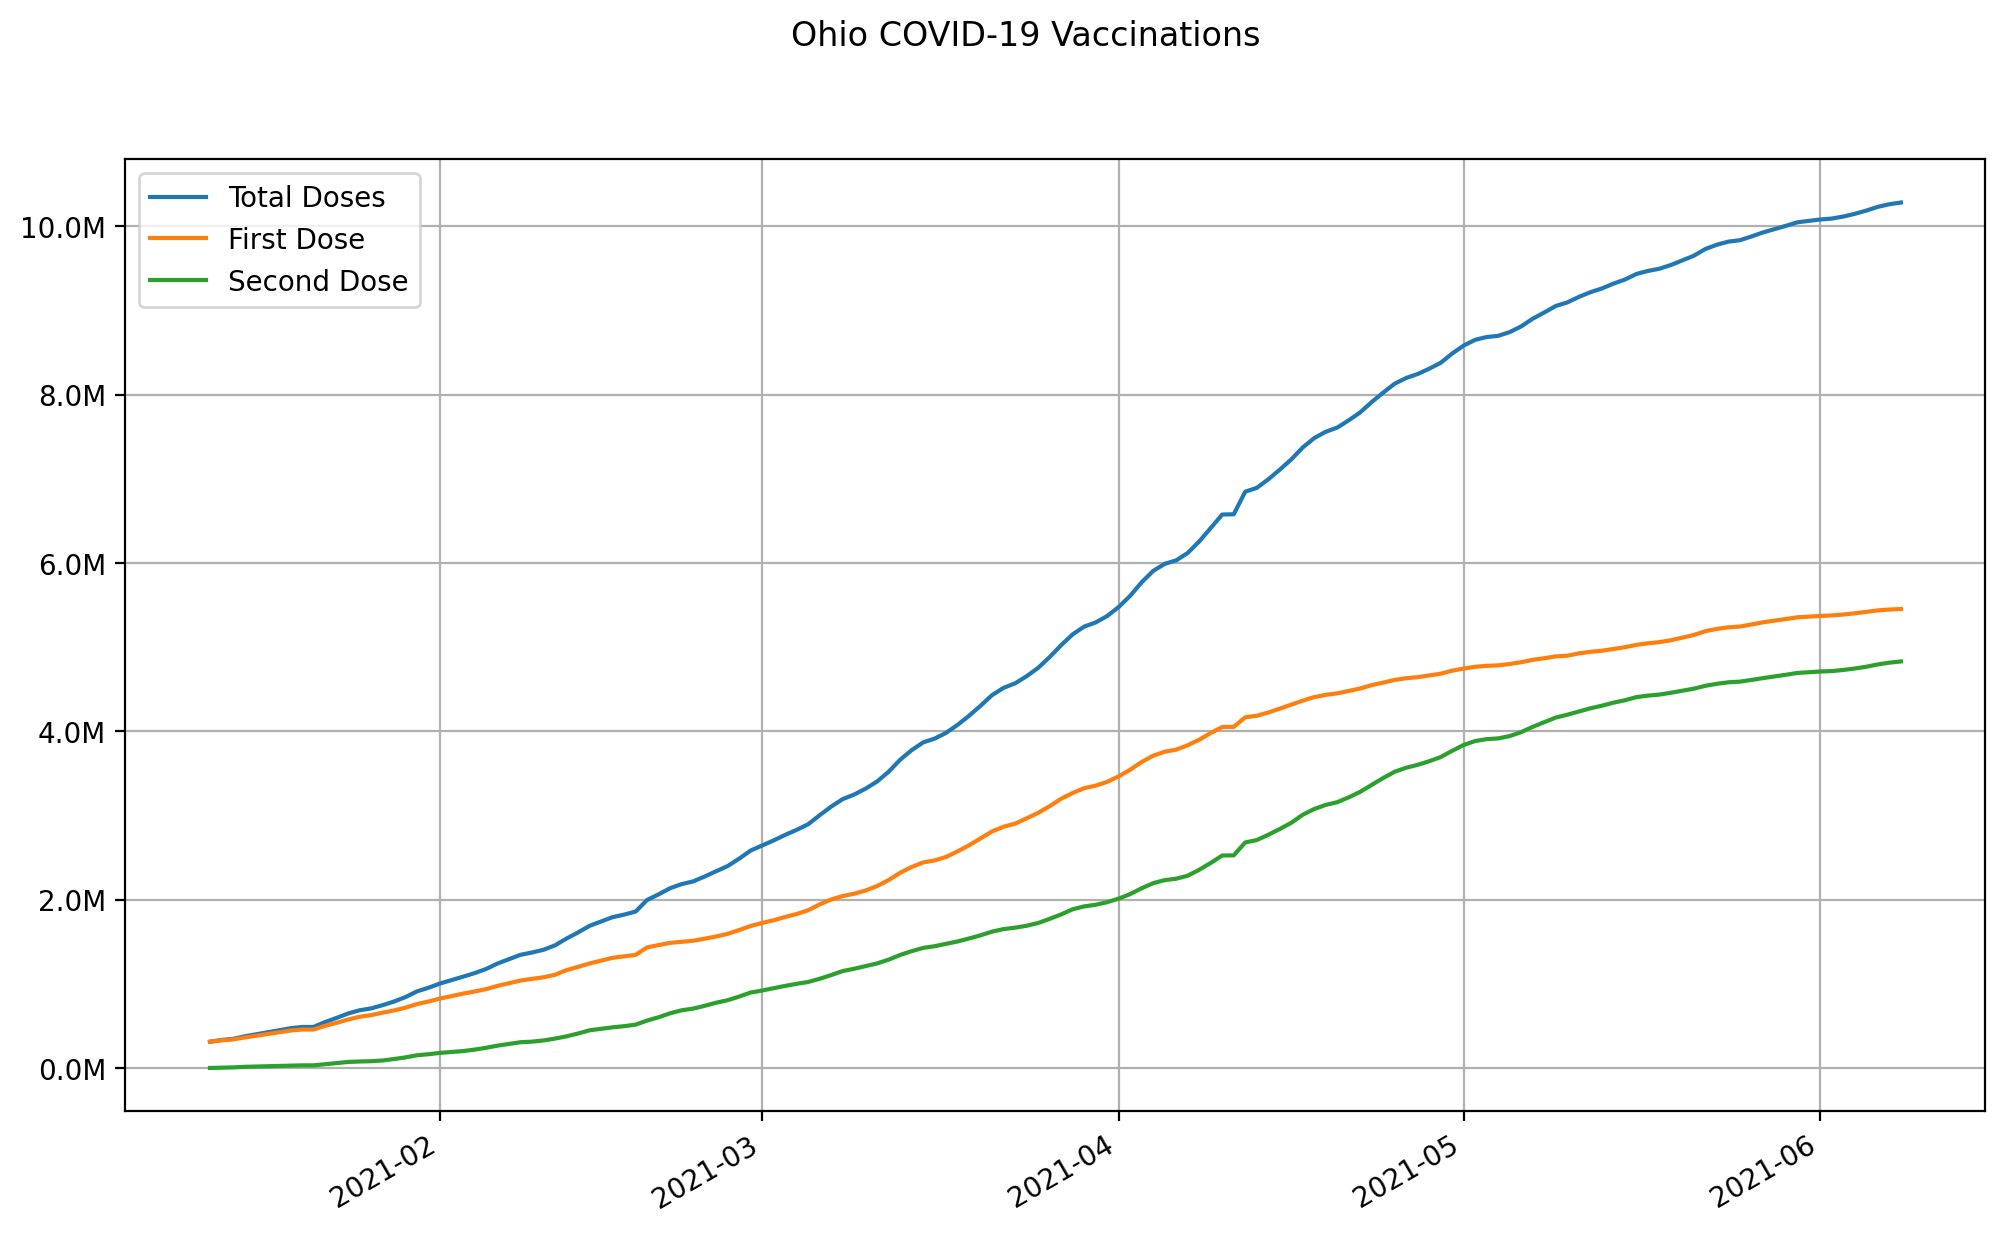 Ohio COVID-19 Vaccinations
Total Doses
First Dose
Second Dose
10.0M
8.0M
6.0M
4.0M
2.0M
0.0M
2021-02
2021-03
2021-04
2021-05
2021-06